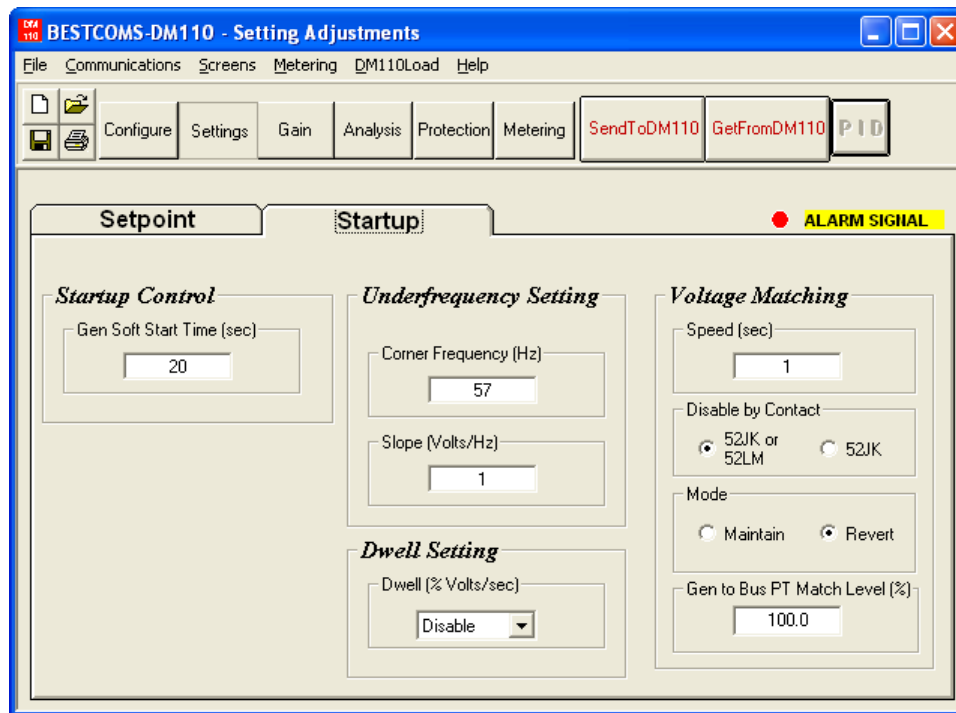 DM
110
BESTCOMS-DM110 - Setting Adjustments
File Communications Screens Metering DM110Load Help
Configure Settings Gain Analysis Protection Metering SendToDM110 GetFromDM110 PID
Setpoint Startup ALARM SIGNAL
Startup Control
Gen Soft Start Time (sec)
20
Underfrequency Setting
Corner Frequency (Hz)
57
Slope (Volts/Hz)
1
Dwell Setting
Dwell (% Volts/sec)
Disable
Voltage Matching
Speed (sec)
1
Disable by Contact
52JK or
52LM
52JK
Mode
Maintain Revert
Gen to Bus PT Match Level (%)
100.0